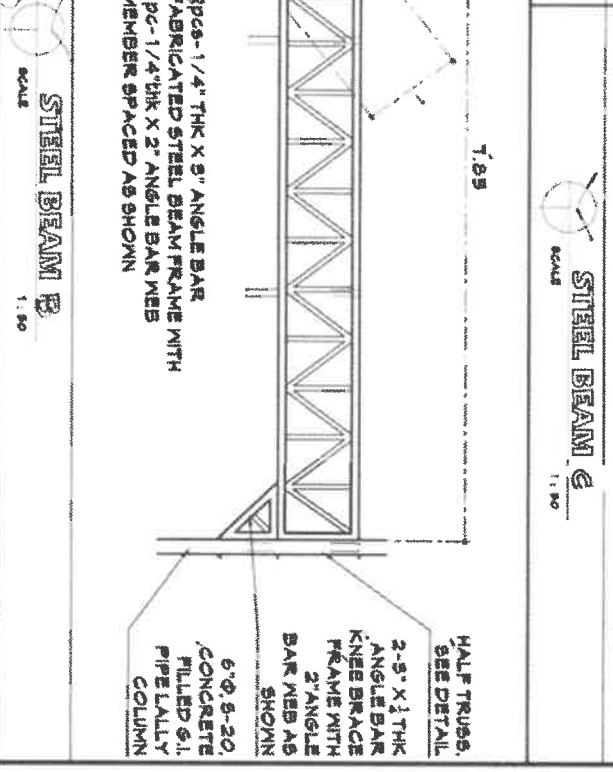 STEEL BEAM C
SCALE 1:50
7.85
HALF TRUSS.
SEE DETAIL
2-3" X ¼ THK
ANGLE BAR
KNEE BRACE
FRAME WITH
2" ANGLE
BAR WEB AS
SHOWN
6"Ø, S-20,
CONCRETE
FILLED G.I.
PIPE LALLY
COLUMN
2pcs- 1/4" THK X 3" ANGLE BAR
FABRICATED STEEL BEAM FRAME WITH
pc-1/4"thk X 2" ANGLE BAR WEB
MEMBER SPACED AS SHOWN
STEEL BEAM B
SCALE 1:50